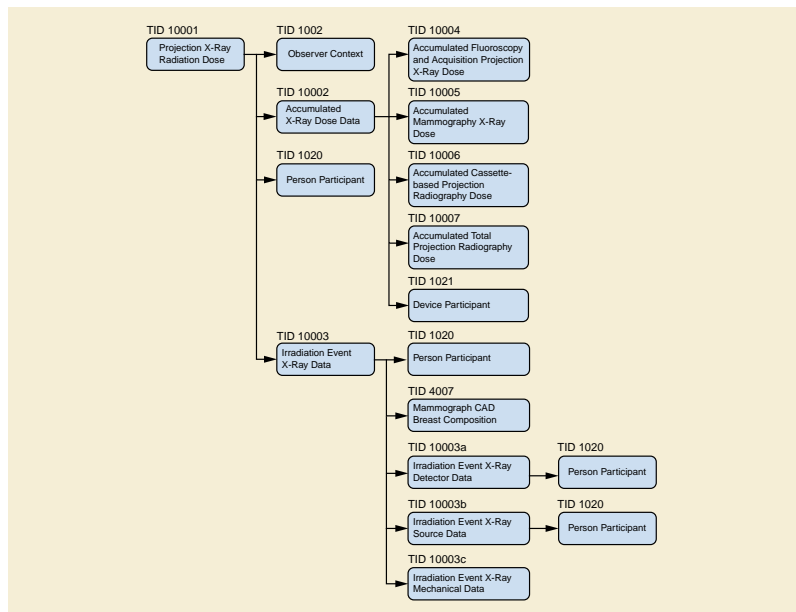 TID 10001
Projection X-Ray
Radiation Dose
TID 1002
Observer Context
TID 10002
Accumulated
X-Ray Dose Data
TID 1020
Person Participant
TID 10003
Irradiation Event
X-Ray Data
TID 10004
Accumulated Fluoroscopy
and Acquisition Projection
X-Ray Dose
TID 10005
Accumulated
Mammography X-Ray
Dose
TID 10006
Accumulated Cassette-
based Projection
Radiography Dose
TID 10007
Accumulated Total
Projection Radiography
Dose
TID 1021
Device Participant
TID 1020
Person Participant
TID 4007
Mammograph CAD
Breast Composition
TID 10003a
Irradiation Event X-Ray
Detector Data
TID 1020
Person Participant
TID 10003b
Irradiation Event X-Ray
Source Data
TID 1020
Person Participant
TID 10003c
Irradiation Event X-Ray
Mechanical Data